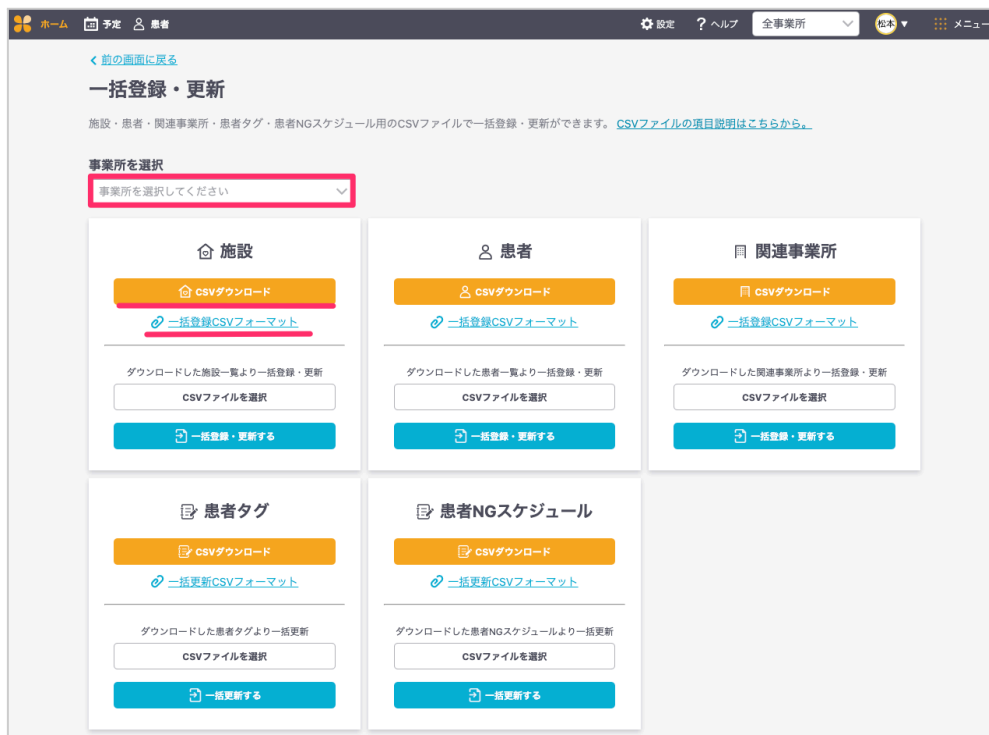 ホーム 予定 患者 設定 ? ヘルプ 全事業所 松本 ▼ メニュー
前の画面に戻る
一括登録・更新
施設・患者・関連事業所・患者タグ・患者NGスケジュール用のCSVファイルで一括登録・更新ができます。 CSVファイルの項目説明はこちらから。
事業所を選択
事業所を選択してください
施設
CSVダウンロード
一括登録CSVフォーマット
ダウンロードした施設一覧より一括登録・更新
CSVファイルを選択
一括登録・更新する
患者
CSVダウンロード
一括登録CSVフォーマット
ダウンロードした患者一覧より一括登録・更新
CSVファイルを選択
一括登録・更新する
関連事業所
CSVダウンロード
一括登録CSVフォーマット
ダウンロードした関連事業所より一括登録・更新
CSVファイルを選択
一括登録・更新する
患者タグ
CSVダウンロード
一括更新CSVフォーマット
ダウンロードした患者タグより一括更新
CSVファイルを選択
一括更新する
患者NGスケジュール
CSVダウンロード
一括更新CSVフォーマット
ダウンロードした患者NGスケジュールより一括更新
CSVファイルを選択
一括更新する